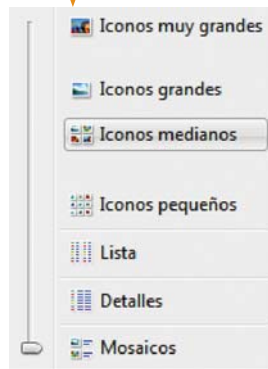 Iconos muy grandes
Iconos grandes
Iconos medianos
Iconos pequeños
Lista
Detalles
Mosaicos